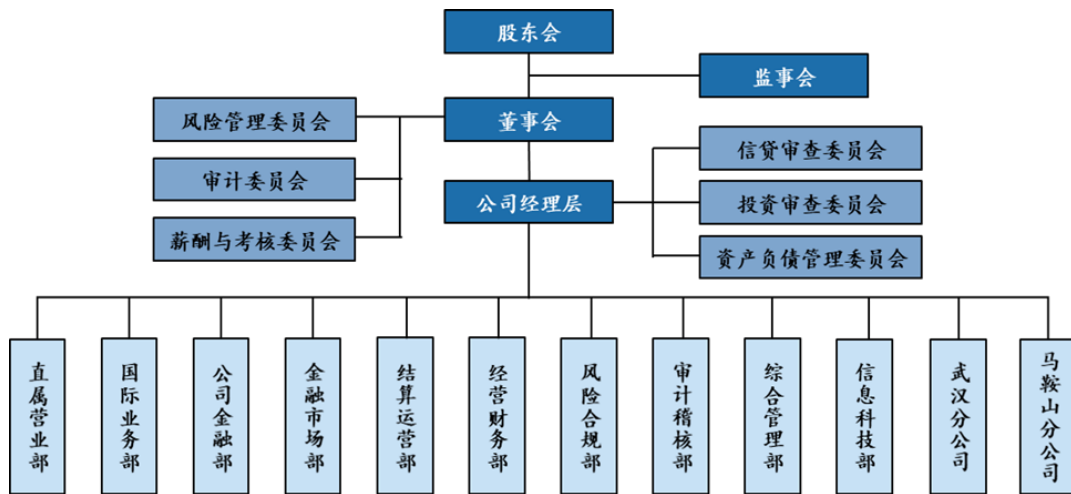 股东会
监事会
风险管理委员会
董事会
信贷审查委员会
审计委员会
公司经理层
投资审查委员会
薪酬与考核委员会
资产负债管理委员会
直属营业部
国际业务部
公司金融部
金融市场部
结算运营部
经营财务部
风险合规部
审计稽核部
综合管理部
信息科技部
武汉分公司
马鞍山分公司